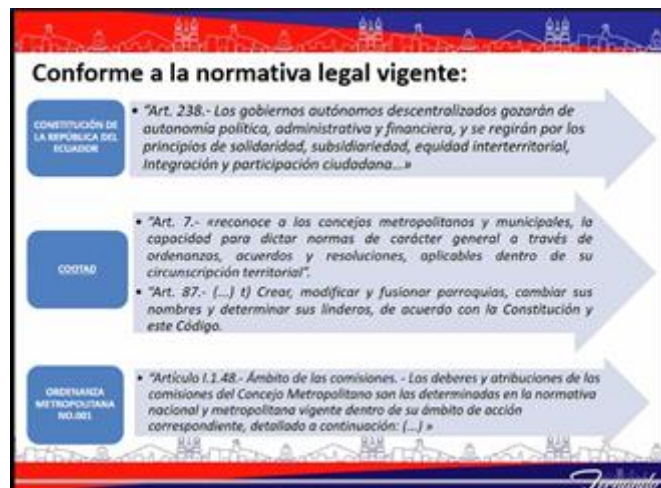 Conforme a la normativa legal vigente:
CONSTITUCIÓN DE
LA REPÚBLICA DEL
ECUADOR
• "Art. 238.- Los gobiernos autónomos descentralizados gozarán de
autonomía política, administrativa y financiera, y se regirán por los
principios de solidaridad, subsidiariedad, equidad interterritorial,
Integración y participación ciudadana...»
COOTAD
• "Art. 7.- «reconoce a los concejos metropolitanos y municipales, la
capacidad para dictar normas de carácter general a través de
ordenanzas, acuerdos y resoluciones, aplicables dentro de su
circunscripción territorial".
• "Art. 87.- (...) t) Crear, modificar y fusionar parroquias, cambiar sus
nombres y determinar sus linderos, de acuerdo con la Constitución y
este Código.
ORDENANZA
METROPOLITANA
NO.001
• "Artículo I.1.48.- Ámbito de las comisiones. - Los deberes y atribuciones de las
comisiones del Concejo Metropolitano son las determinadas en la normativa
nacional y metropolitana vigente dentro de su ámbito de acción
correspondiente, detallado a continuación: (...) »
Fernando